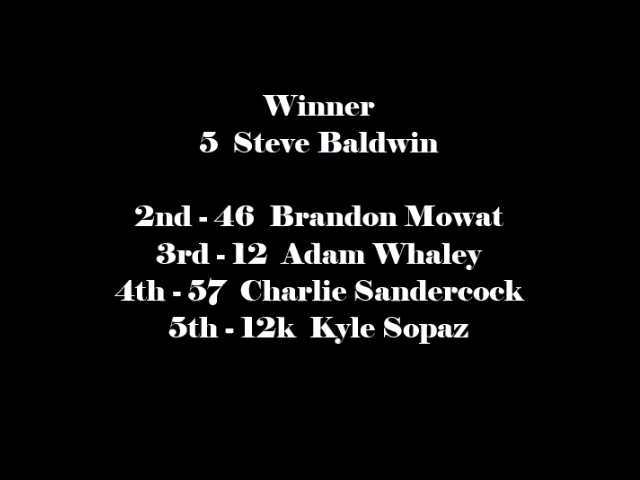 Winner
5 Steve Baldwin
2nd - 46 Brandon Mowat
3rd - 12 Adam Whaley
4th - 57 Charlie Sandercock
5th - 12k Kyle Sopaz